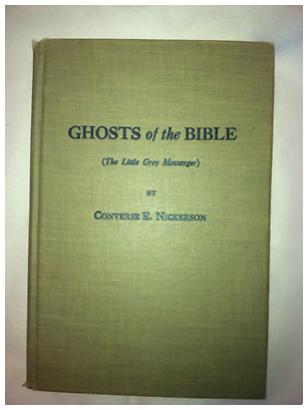 GHOSTS of the BIBLE
(The Little Grey Messenger)
BY
CONVERSE E. NICKERSON